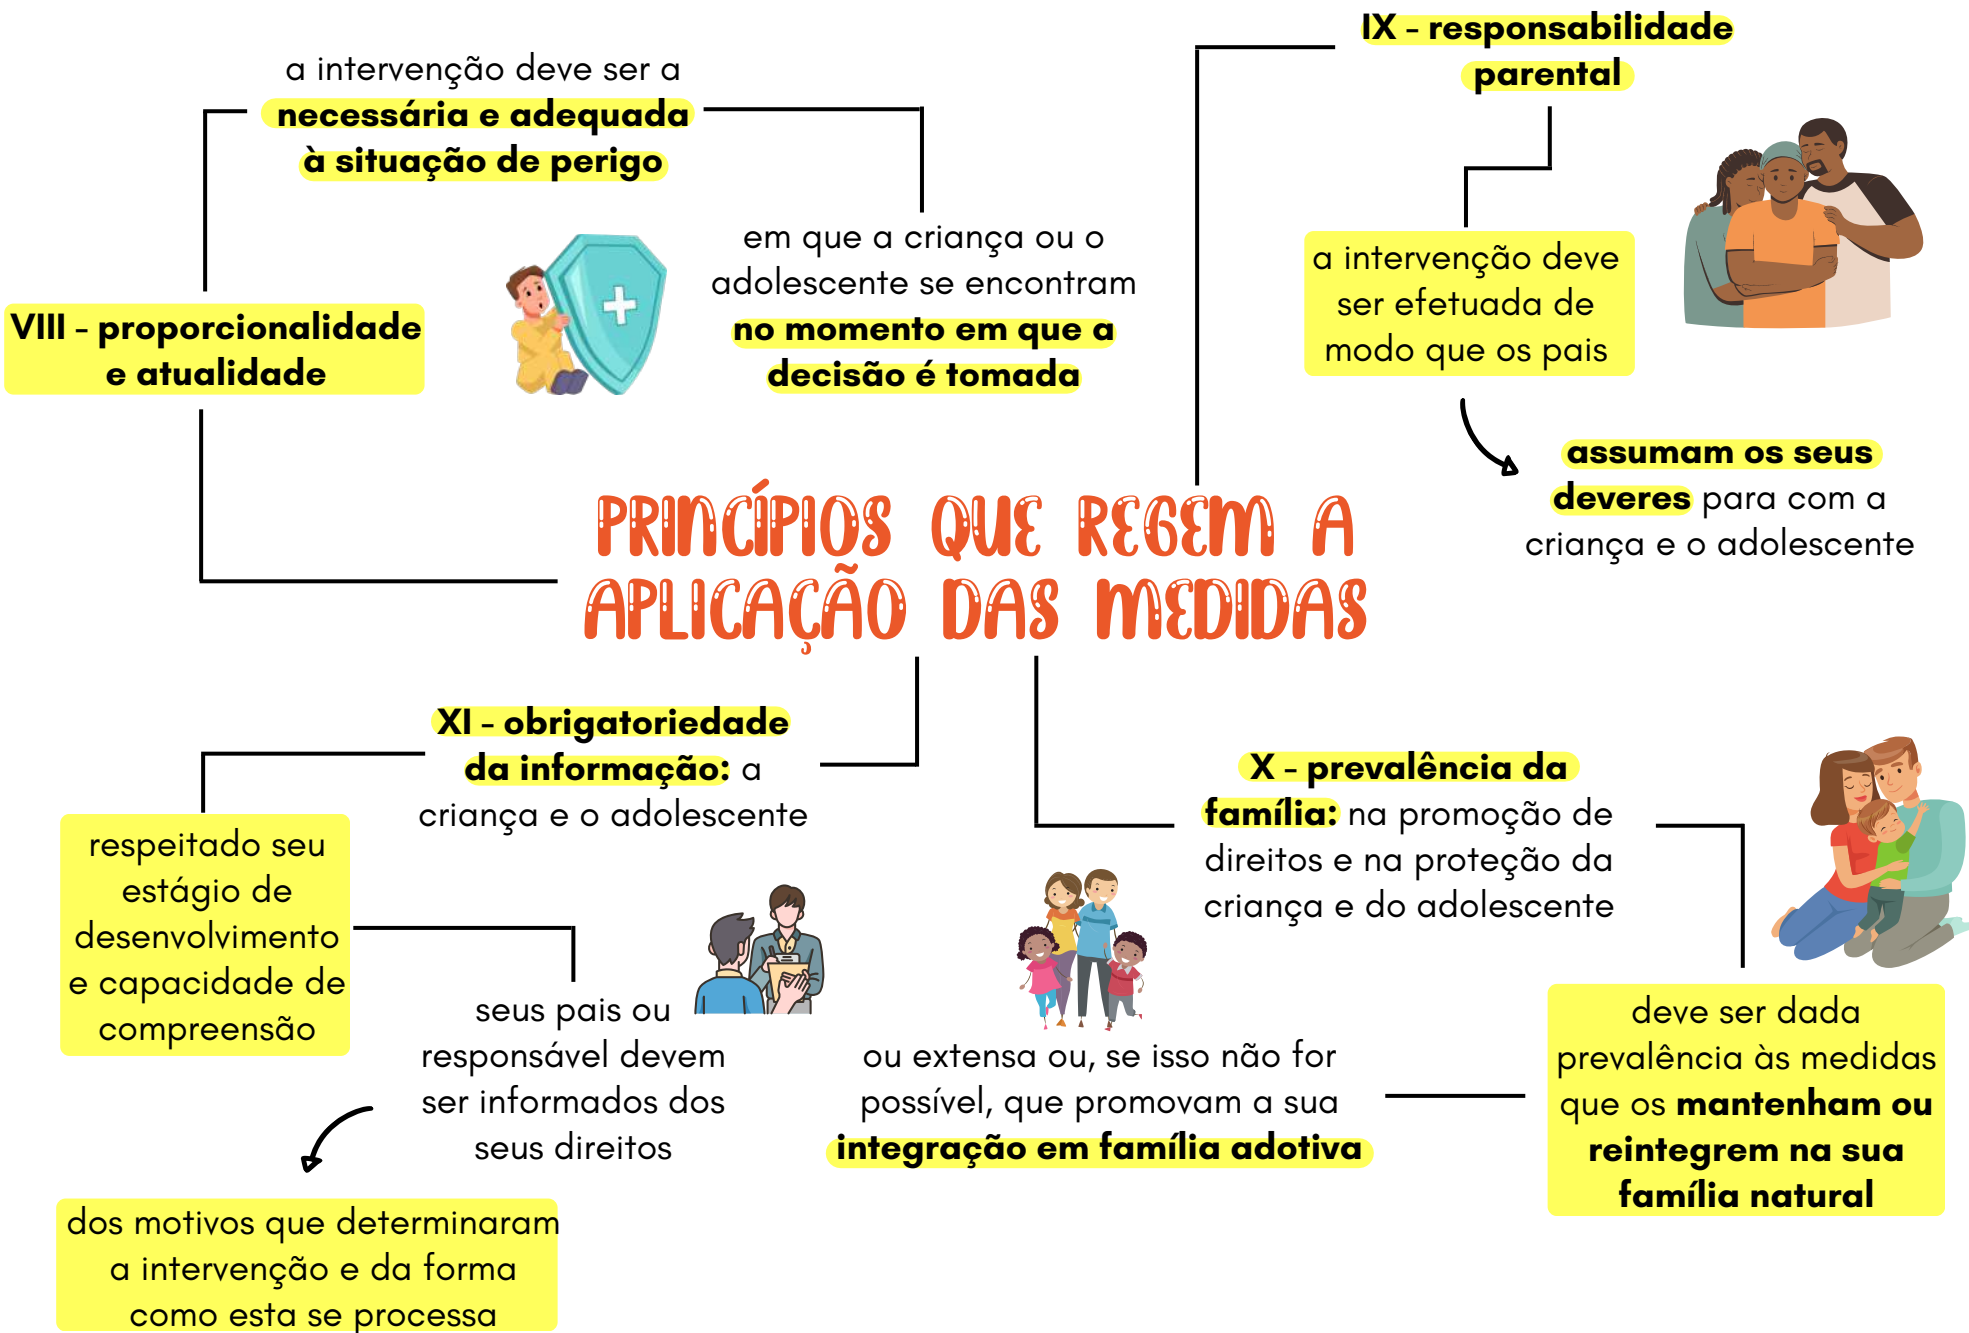 PRINCÍPIOS QUE REGEM A
APLICAÇÃO DAS MEDIDAS
VIII - proporcionalidade
e atualidade
a intervenção deve ser a
necessária e adequada
à situação de perigo
em que a criança ou o
adolescente se encontram
no momento em que a
decisão é tomada
IX - responsabilidade
parental
a intervenção deve
ser efetuada de
modo que os pais
assumam os seus
deveres para com a
criança e o adolescente
X - prevalência da
família: na promoção de
direitos e na proteção da
criança e do adolescente
deve ser dada
prevalência às medidas
que os mantenham ou
reintegrem na sua
família natural
ou extensa ou, se isso não for
possível, que promovam a sua
integração em família adotiva
XI - obrigatoriedade
da informação: a
criança e o adolescente
respeitado seu
estágio de
desenvolvimento
e capacidade de
compreensão
seus pais ou
responsável devem
ser informados dos
seus direitos
dos motivos que determinaram
a intervenção e da forma
como esta se processa